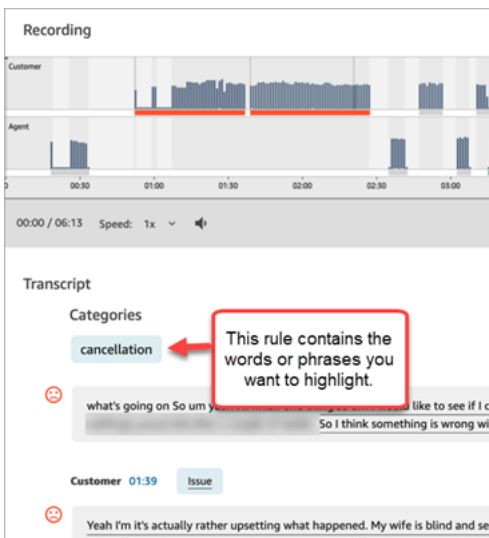 Recording
Customer
Agent
00:30 01:00 01:30 02:00 02:30 03:00
00:00 / 06:13 Speed: 1x
Transcript
Categories
cancellation
This rule contains the
words or phrases you
want to highlight.
what's going on So um like to see if I c
So I think something is wrong wi
Customer 01:39 Issue
Yeah I'm it's actually rather upsetting what happened. My wife is blind and se